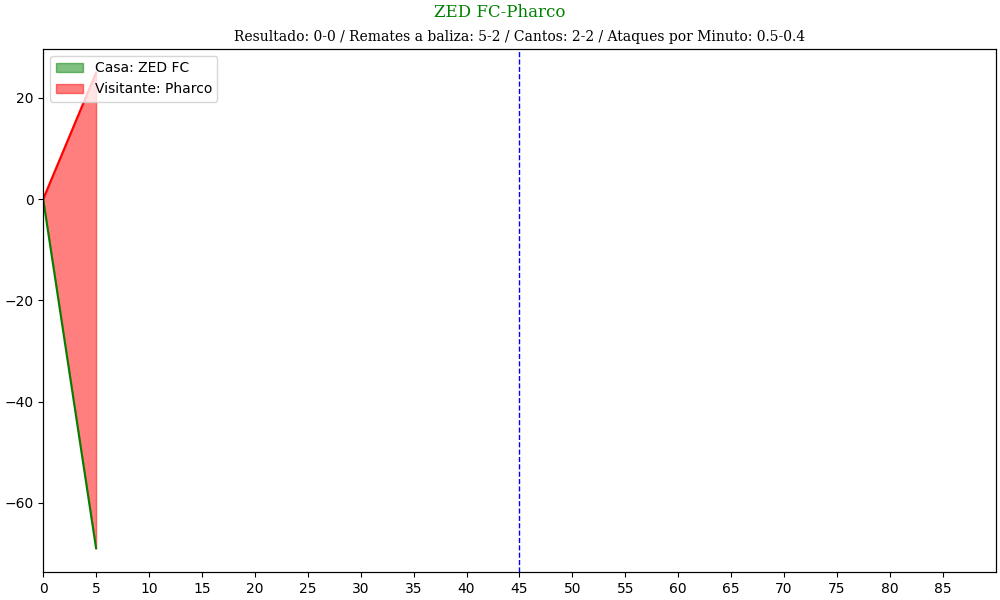 ZED FC-Pharco
Resultado: 0-0 / Remates a baliza: 5-2 / Cantos: 2-2 / Ataques por Minuto: 0.5-0.4
Casa: ZED FC
Visitante: Pharco
20
0
−20
−40
−60
0 5 10 15 20 25 30 35 40 45 50 55 60 65 70 75 80 85